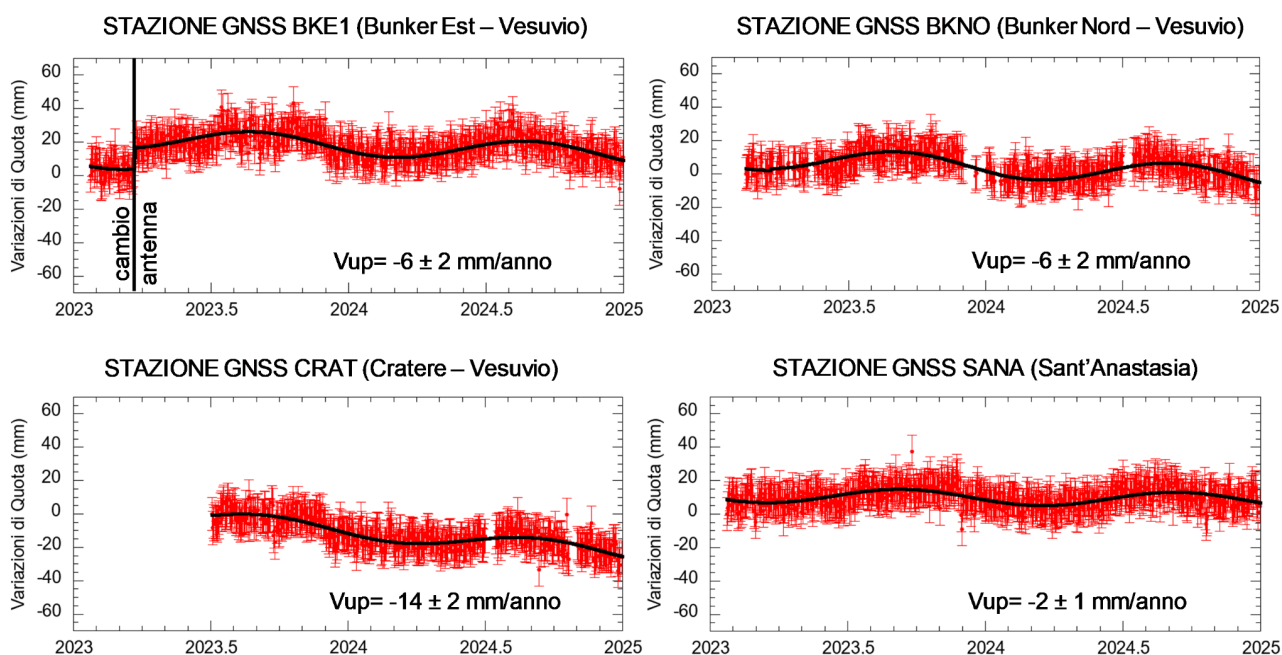 STAZIONE GNSS BKE1 (Bunker Est – Vesuvio)
Variazioni di Quota (mm)
60
40
20
0
-20
-40
-60
cambio
antenna
Vup= -6 ± 2 mm/anno
2023 2023.5 2024 2024.5 2025
STAZIONE GNSS BKNO (Bunker Nord – Vesuvio)
Variazioni di Quota (mm)
60
40
20
0
-20
-40
-60
Vup= -6 ± 2 mm/anno
2023 2023.5 2024 2024.5 2025
STAZIONE GNSS CRAT (Cratere – Vesuvio)
Variazioni di Quota (mm)
60
40
20
0
-20
-40
-60
Vup= -14 ± 2 mm/anno
2023 2023.5 2024 2024.5 2025
STAZIONE GNSS SANA (Sant'Anastasia)
Variazioni di Quota (mm)
60
40
20
0
-20
-40
-60
Vup= -2 ± 1 mm/anno
2023 2023.5 2024 2024.5 2025